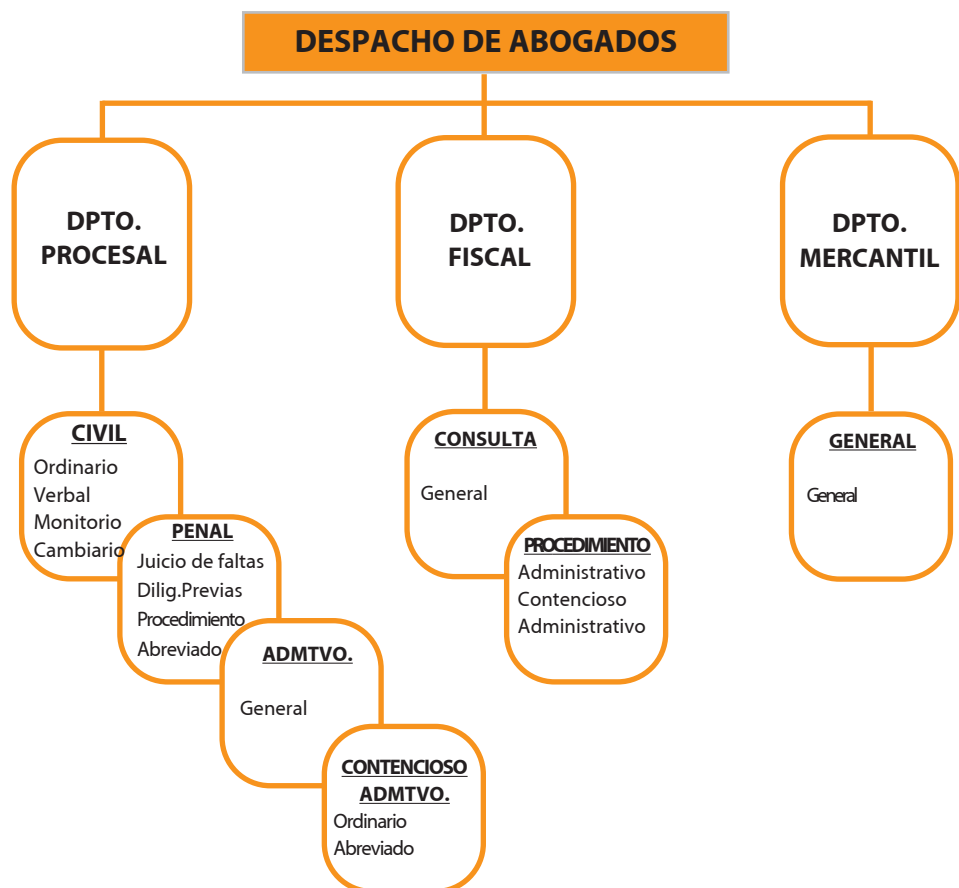 DESPACHO DE ABOGADOS
DPTO.
PROCESAL
DPTO.
FISCAL
DPTO.
MERCANTIL
CIVIL
Ordinario
Verbal
Monitorio
Cambiario
PENAL
Juicio de faltas
Dilig.Previas
Procedimiento
Abreviado
ADMTVO.
General
CONTENCIOSO
ADMTVO.
Ordinario
Abreviado
CONSULTA
General
PROCEDIMIENTO
Administrativo
Contencioso
Administrativo
GENERAL
General